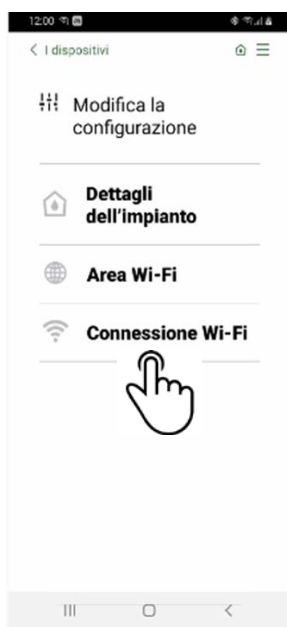 12:00
I dispositivi
Modifica la
configurazione
Dettagli
dell'impianto
Area Wi-Fi
Connessione Wi-Fi